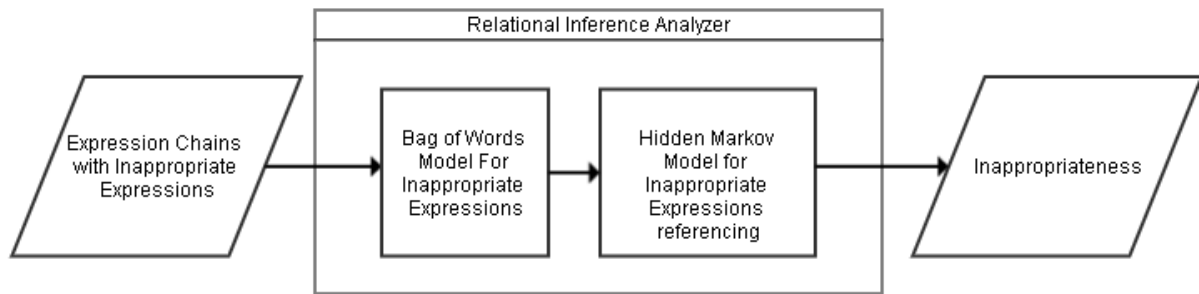 Relational Inference Analyzer
Expression Chains
with Inappropriate
Expressions
Bag of Words
Model For
Inappropriate
Expressions
Hidden Markov
Model for
Inappropriate
Expressions
referencing
Inappropriateness